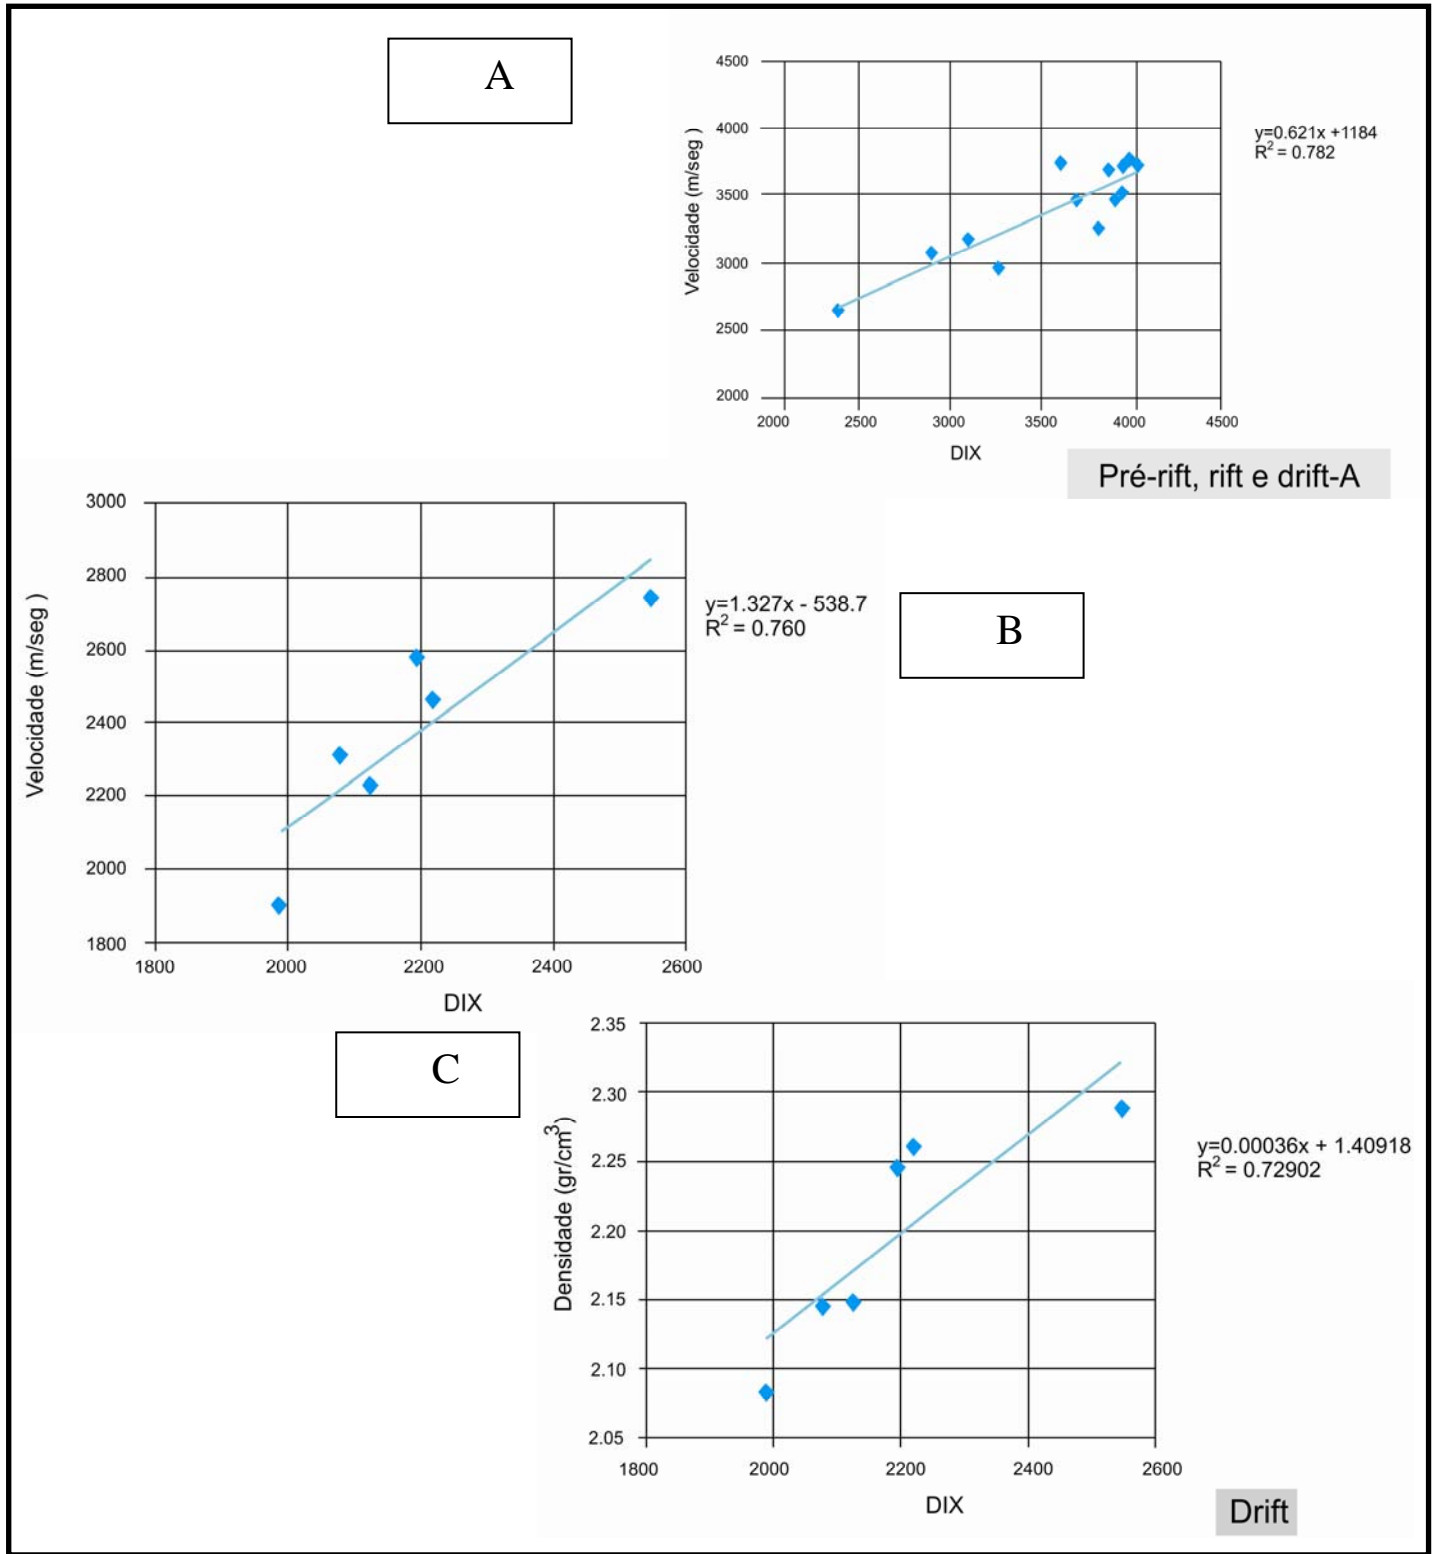 A
4500
4000
3500
3000
2500
2000
Velocidade (m/seg )
y=0.621x +1184
R² = 0.782
2000 2500 3000 3500 4000 4500
DIX
Pré-rift, rift e drift-A
3000
2800
2600
2400
2200
2000
1800
Velocidade (m/seg )
y=1.327x - 538.7
R² = 0.760
B
1800 2000 2200 2400 2600
DIX
C
2.35
2.30
2.25
2.20
2.15
2.10
2.05
Densidade (gr/cm³)
y=0.00036x + 1.40918
R² = 0.72902
1800 2000 2200 2400 2600
DIX
Drift